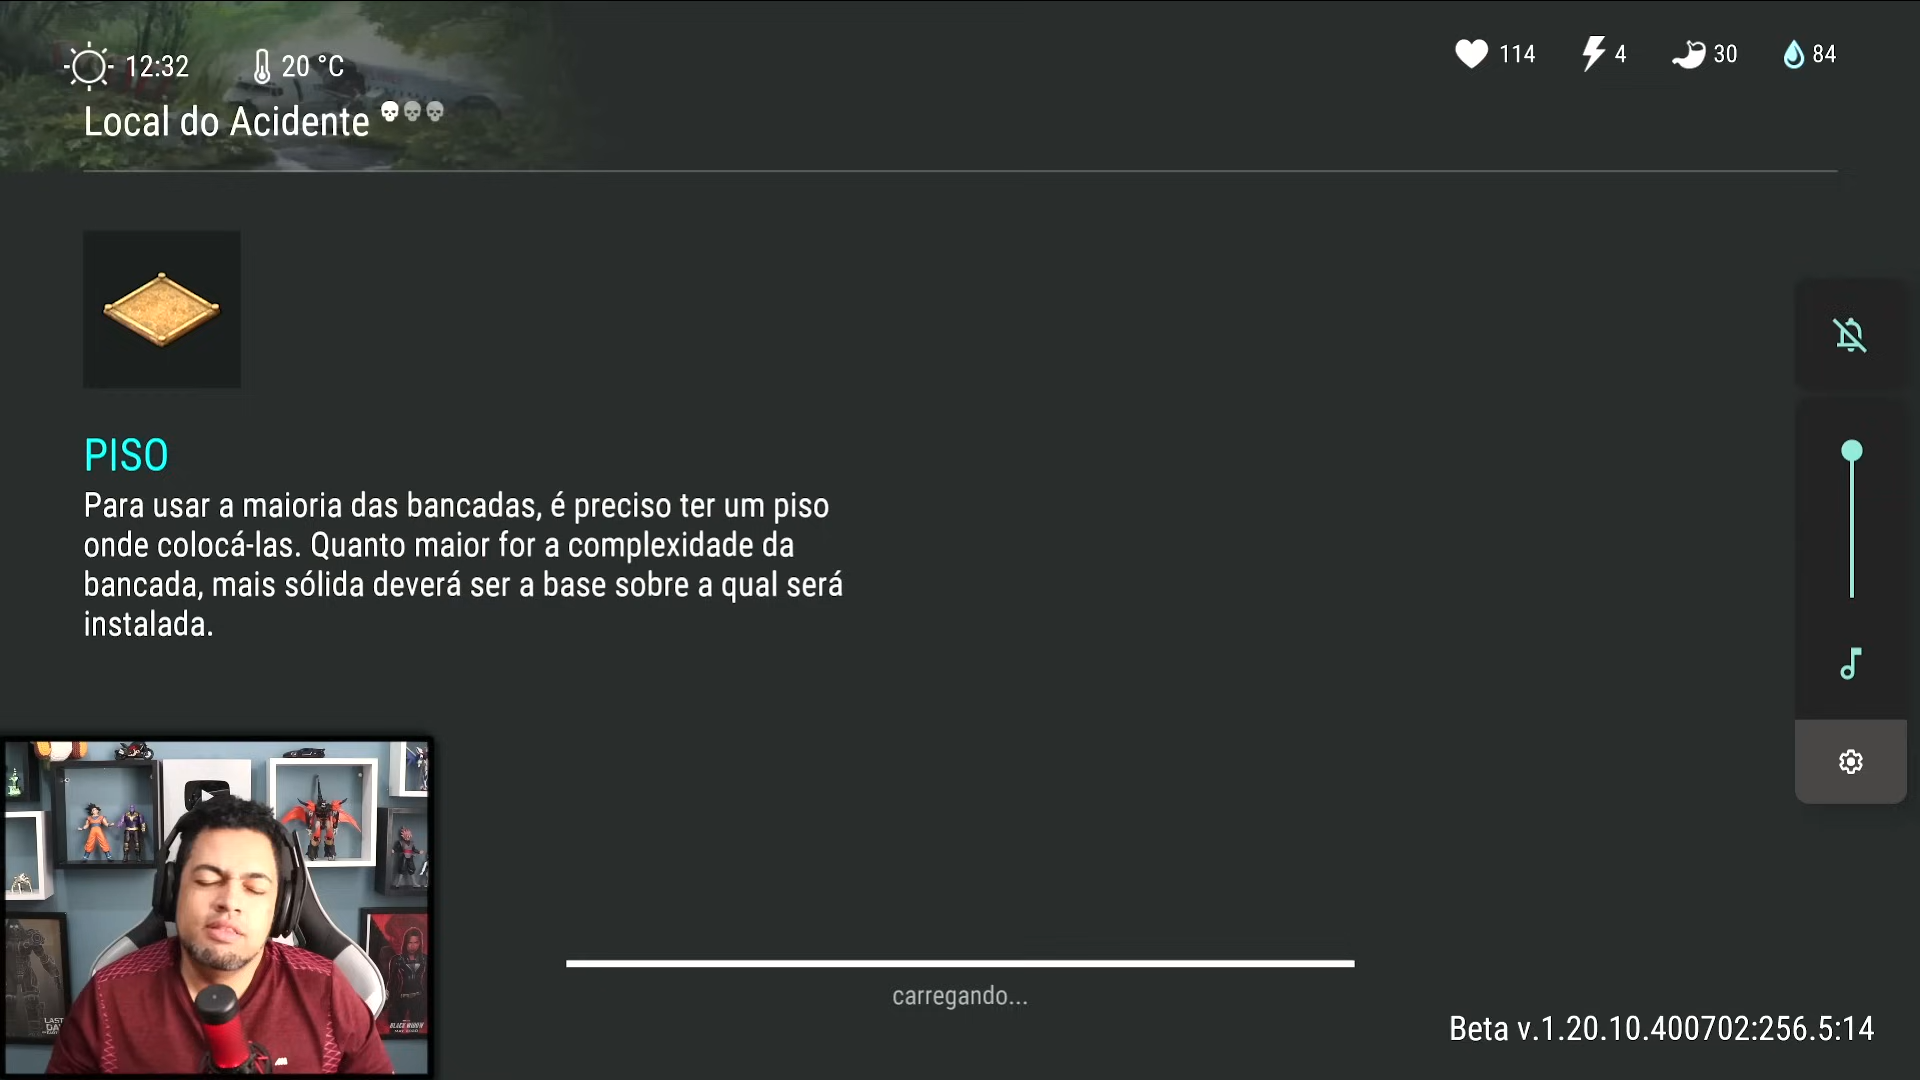 12:32
20 °C
114
4
30
84
Local do Acidente
PISO
Para usar a maioria das bancadas, é preciso ter um piso
onde colocá-las. Quanto maior for a complexidade da
bancada, mais sólida deverá ser a base sobre a qual será
instalada.
carregando...
Beta v.1.20.10.400702:256.5:14
BLACK WIDOW